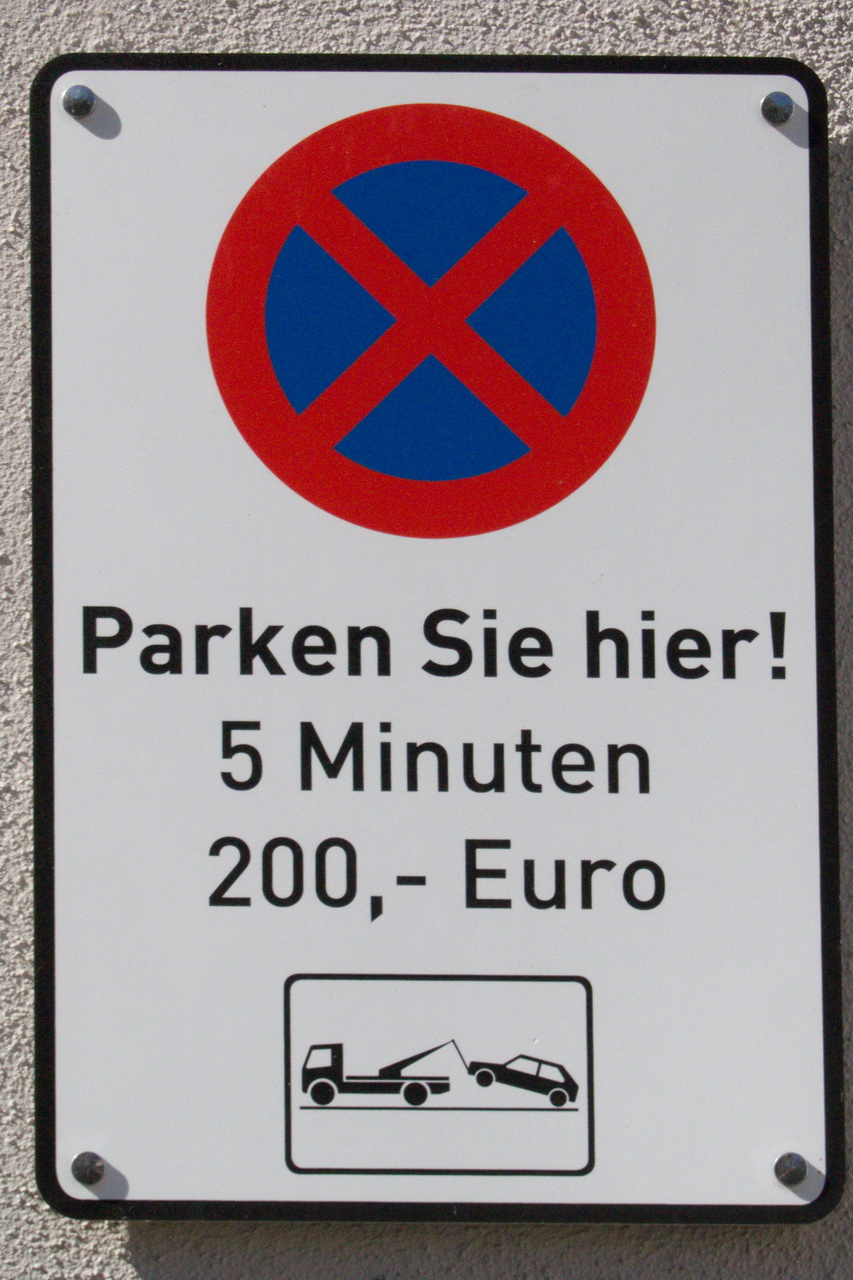 Parken Sie hier!
5 Minuten
200,- Euro